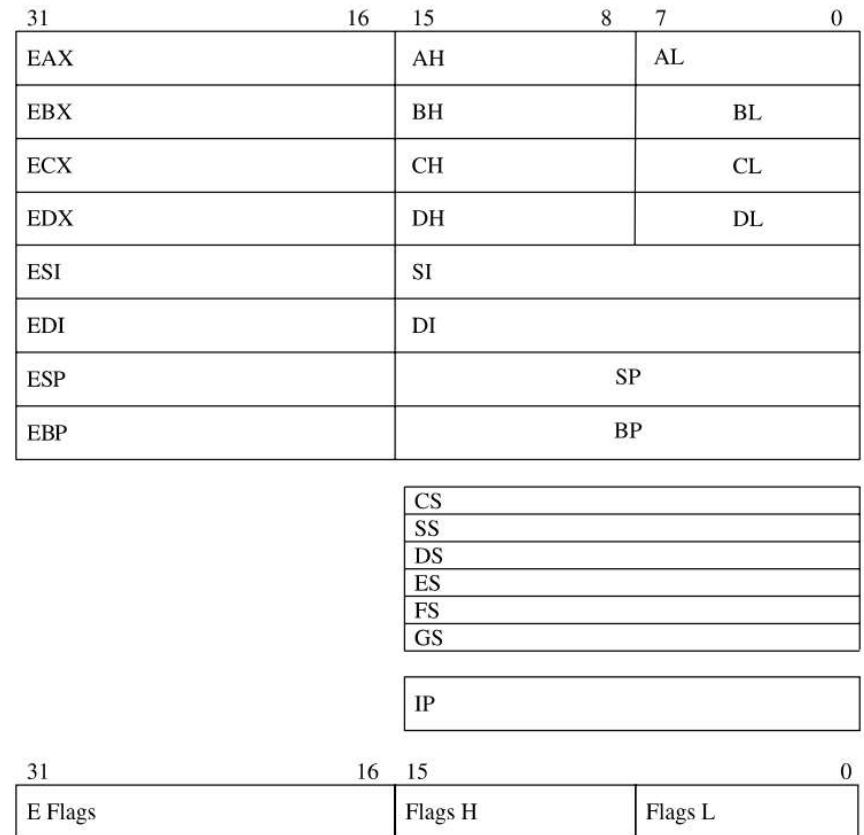 31 16 15 8 7 0
EAX AH AL
EBX BH BL
ECX CH CL
EDX DH DL
ESI SI
EDI DI
ESP SP
EBP BP
CS
SS
DS
ES
FS
GS
IP
31 16 15 0
E Flags Flags H Flags L